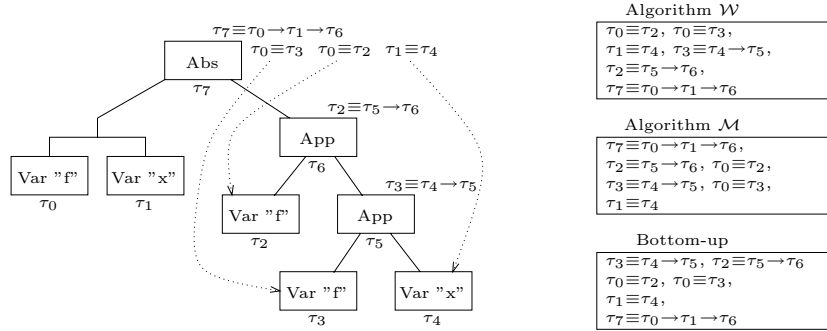 τ7≡τ0→τ1→τ6
τ0≡τ3 τ0≡τ2 τ1≡τ4
Abs
τ7
τ2≡τ5→τ6
App
τ6
Var "f"
τ0
Var "x"
τ1
τ3≡τ4→τ5
Var "f"
τ2
App
τ5
Var "f"
τ3
Var "x"
τ4
Algorithm 𝒲
τ0≡τ2, τ0≡τ3,
τ1≡τ4, τ3≡τ4→τ5,
τ2≡τ5→τ6,
τ7≡τ0→τ1→τ6
Algorithm ℳ
τ7≡τ0→τ1→τ6,
τ2≡τ5→τ6, τ0≡τ2,
τ3≡τ4→τ5, τ0≡τ3,
τ1≡τ4
Bottom-up
τ3≡τ4→τ5, τ2≡τ5→τ6
τ0≡τ2, τ0≡τ3,
τ1≡τ4,
τ7≡τ0→τ1→τ6